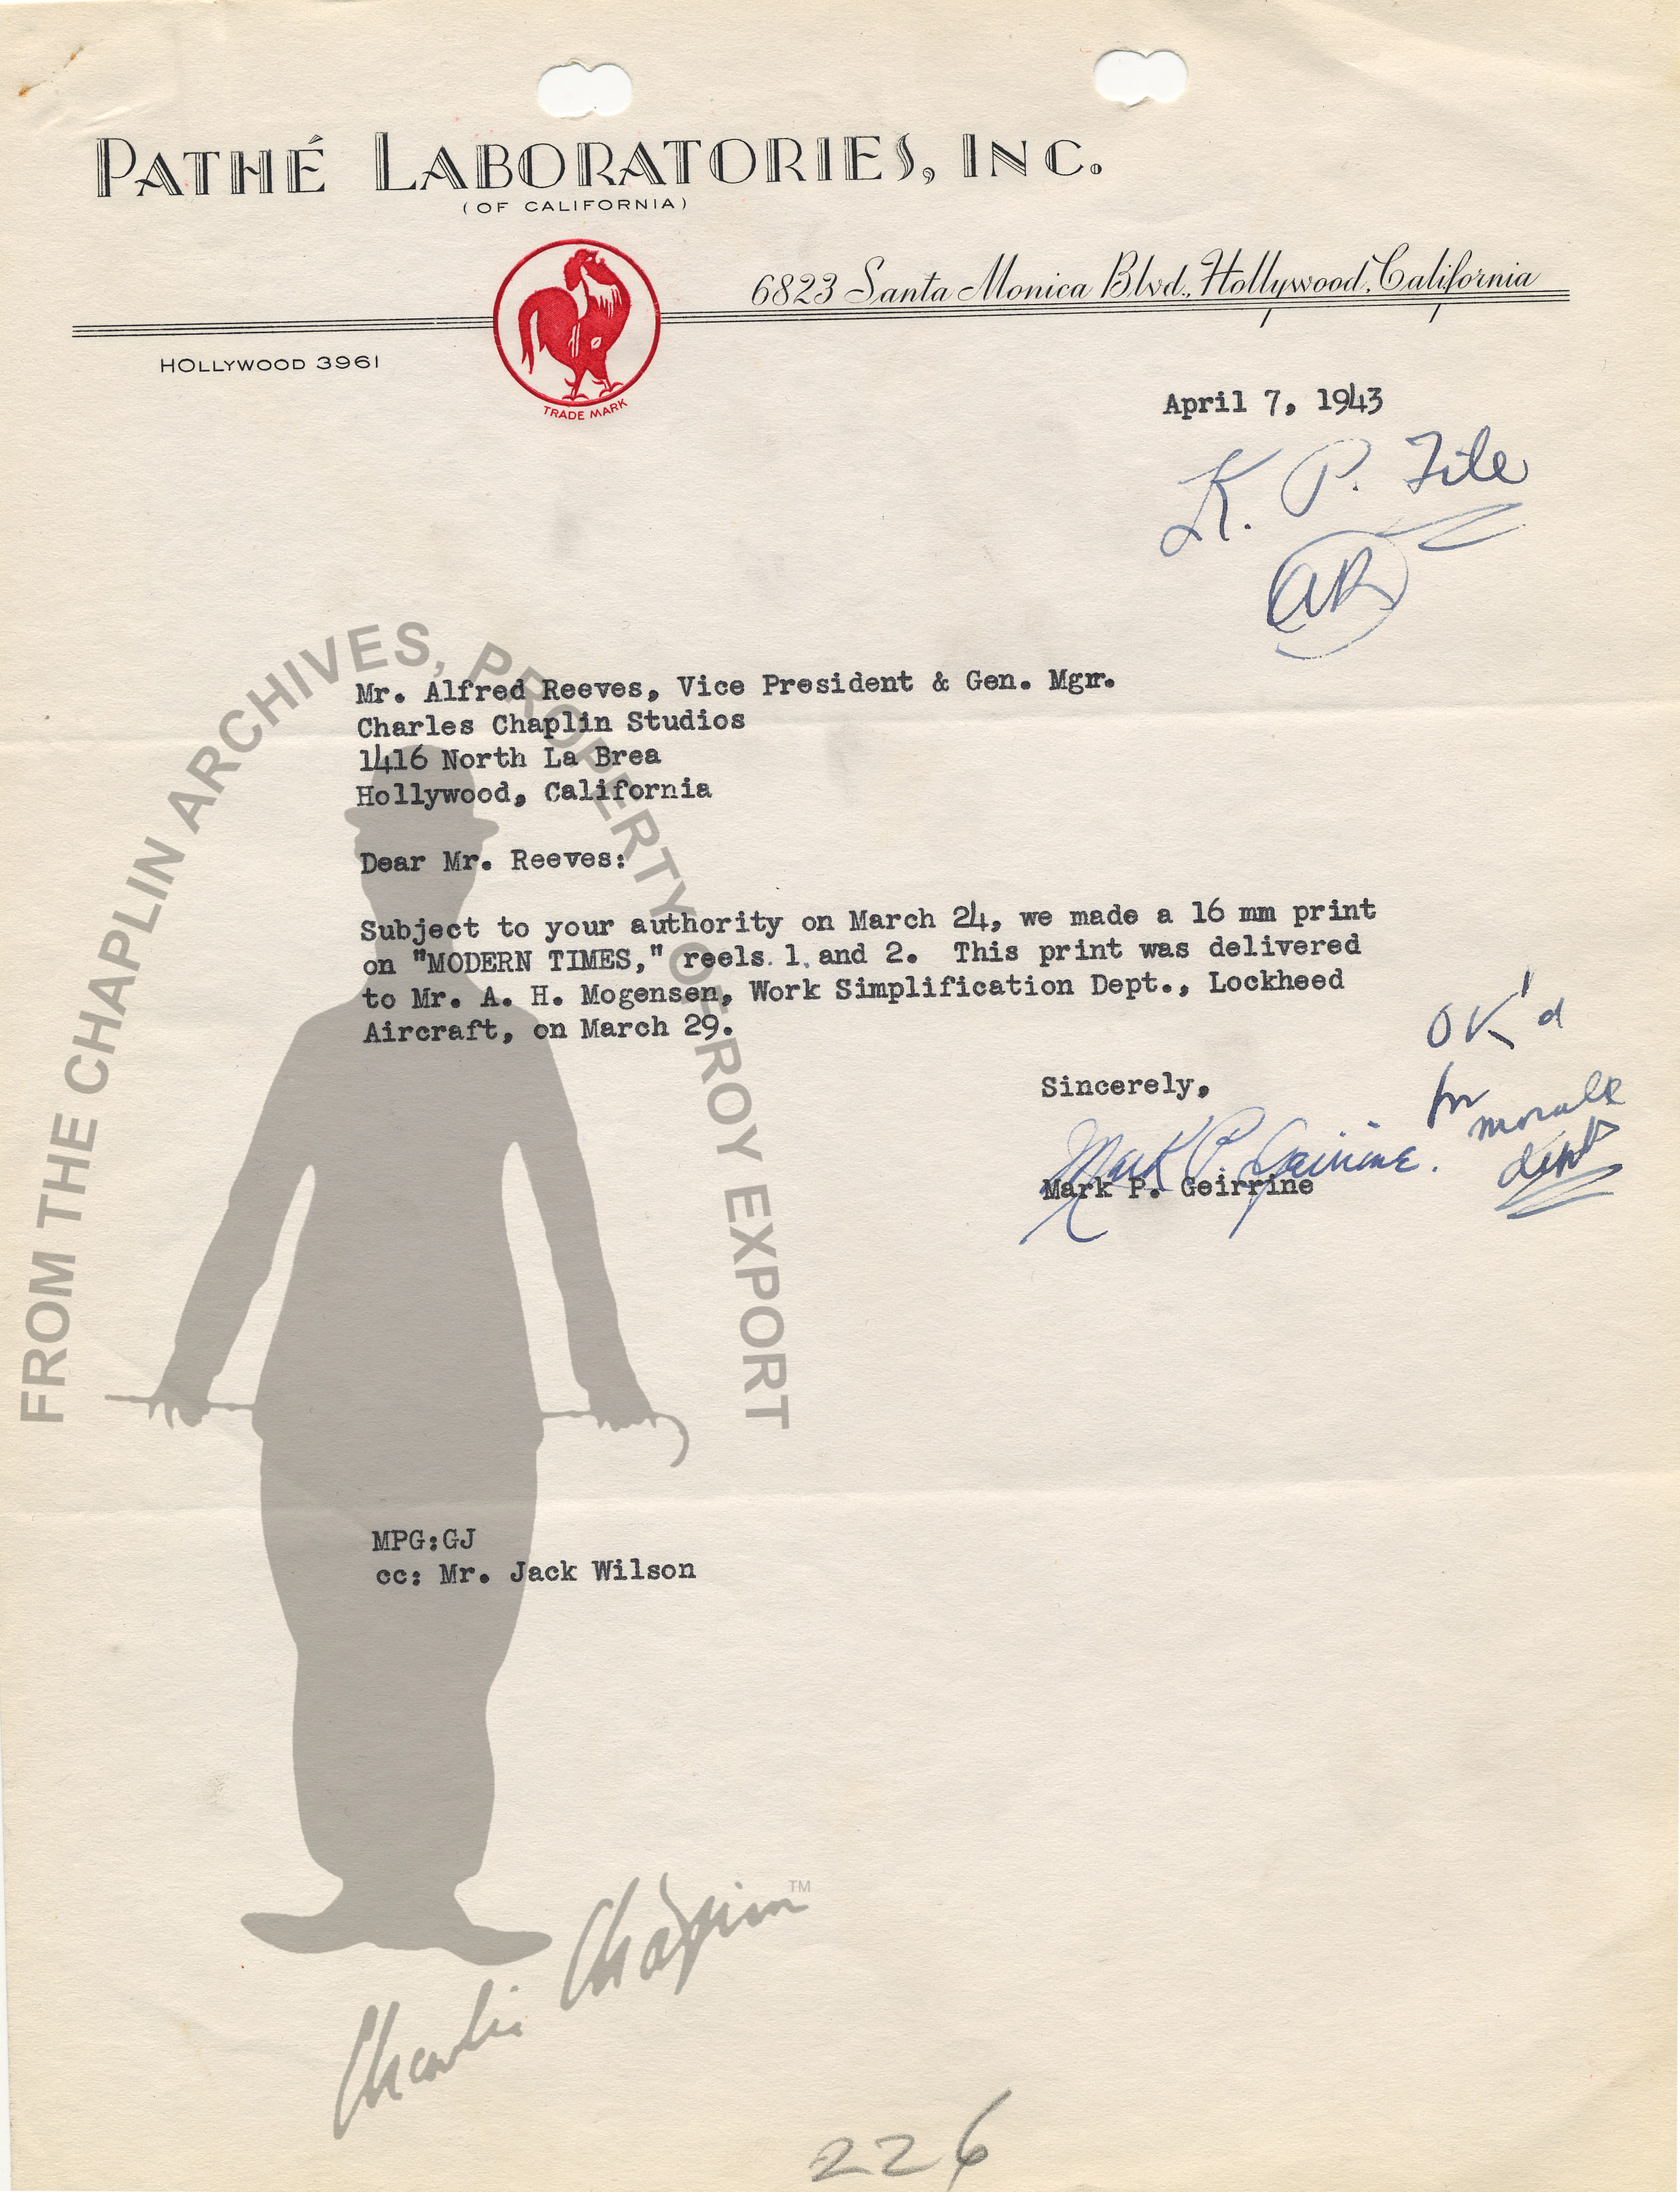 PATHÉ LABORATORIES, INC.
(OF CALIFORNIA)
6823 Santa Monica Blvd., Hollywood, California
HOLLYWOOD 3961
TRADE MARK
April 7, 1943
K. P. File
AR
FROM THE CHAPLIN ARCHIVES, PROPERTY OF ROY EXPORT
Mr. Alfred Reeves, Vice President & Gen. Mgr.
Charles Chaplin Studios
1416 North La Brea
Hollywood, California
Dear Mr. Reeves:
Subject to your authority on March 24, we made a 16 mm print
on "MODERN TIMES," reels 1 and 2. This print was delivered
to Mr. A. H. Mogensen, Work Simplification Dept., Lockheed
Aircraft, on March 29.
OK'd
for
morale
dept
Sincerely,
Mark P. Geirrine.
Mark P. Geirrine
MPG:GJ
cc: Mr. Jack Wilson
Charlie Chaplin TM
226